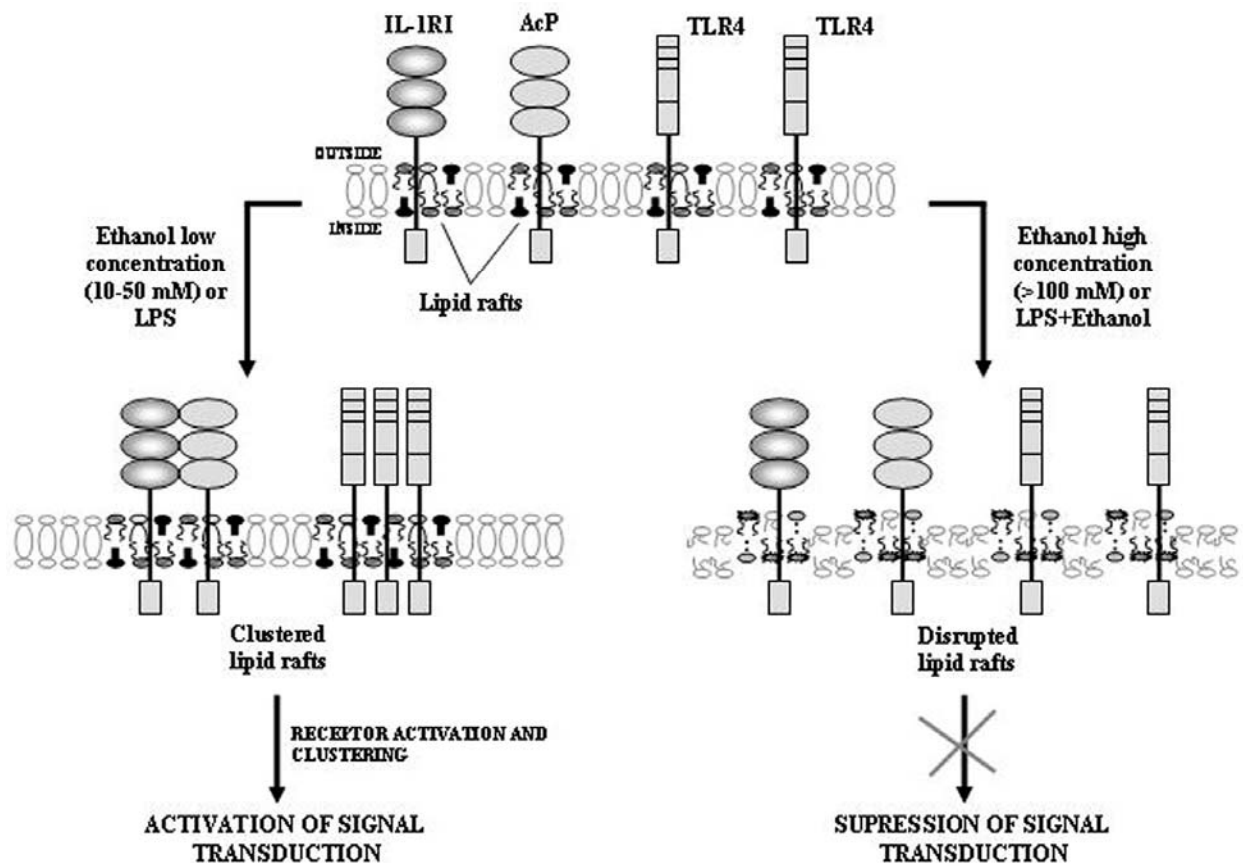 IL-1RI
AcP
TLR4
TLR4
OUTSIDE
INSIDE
Ethanol low
concentration
(10-50 mM) or
LPS
Lipid rafts
Ethanol high
concentration
(>100 mM) or
LPS+Ethanol
Clustered
lipid rafts
Disrupted
lipid rafts
RECEPTOR ACTIVATION AND
CLUSTERING
ACTIVATION OF SIGNAL
TRANSDUCTION
SUPRESSION OF SIGNAL
TRANSDUCTION